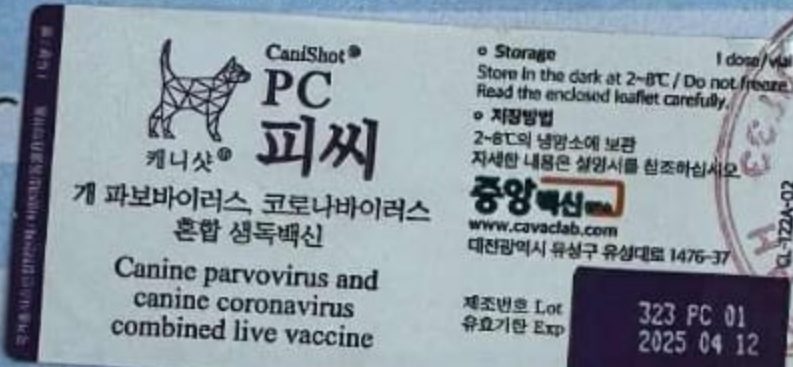 CaniShot®
PC
피씨
캐니샷®
개 파보바이러스, 코로나바이러스
혼합 생독백신
Canine parvovirus and
canine coronavirus
combined live vaccine
o Storage
1 dose/vial
Store in the dark at 2~8℃ / Do not freeze.
Read the enclosed leaflet carefully.
o 저장방법
2~8℃의 냉암소에 보관
자세한 내용은 설명서를 참조하십시오
중앙백신
www.cavaclab.com
대전광역시 유성구 유성대로 1476-37
제조번호 Lot 323 PC 01
유효기한 Exp 2025 04 12